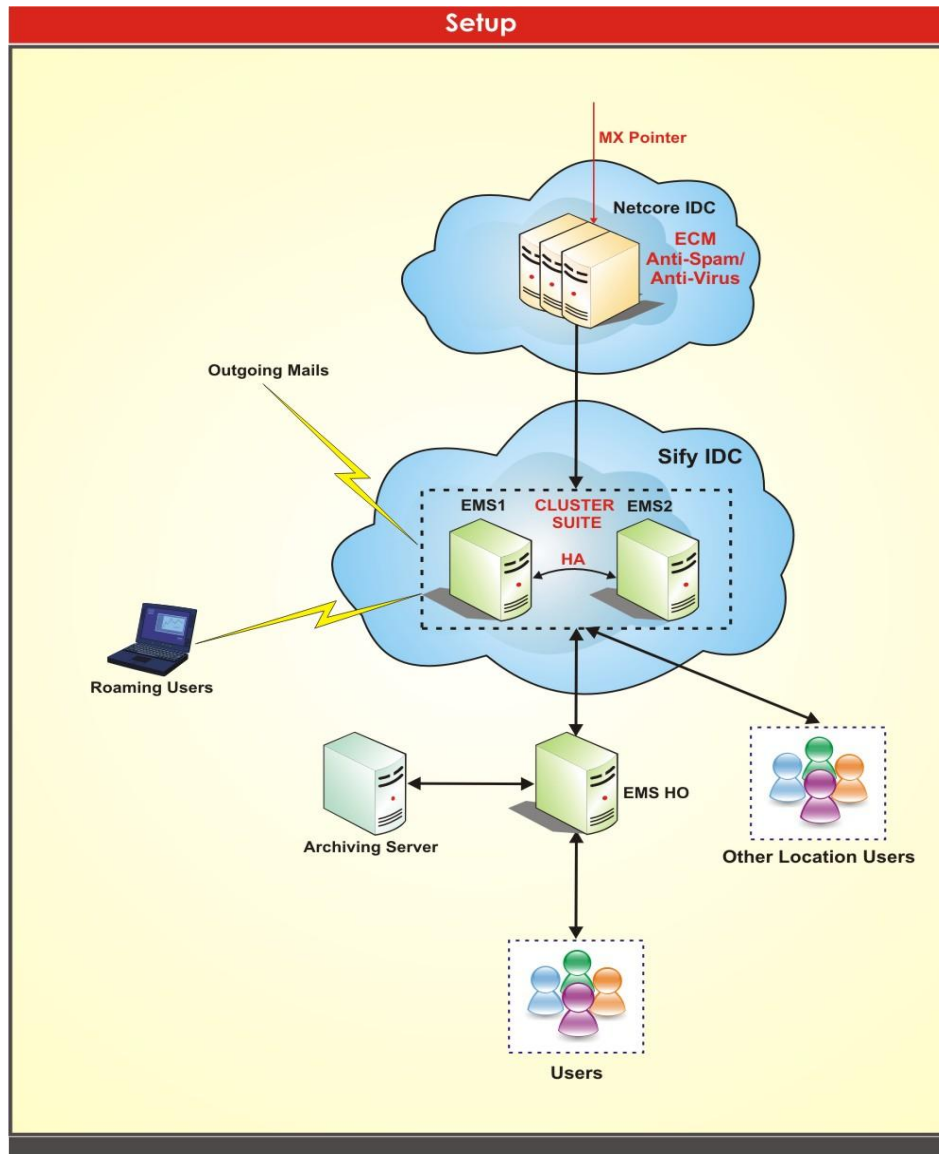 Setup
MX Pointer
Netcore IDC
ECM
Anti-Spam/
Anti-Virus
Outgoing Mails
Sify IDC
EMS1
CLUSTER
SUITE
EMS2
HA
Roaming Users
EMS HO
Archiving Server
Other Location Users
Users